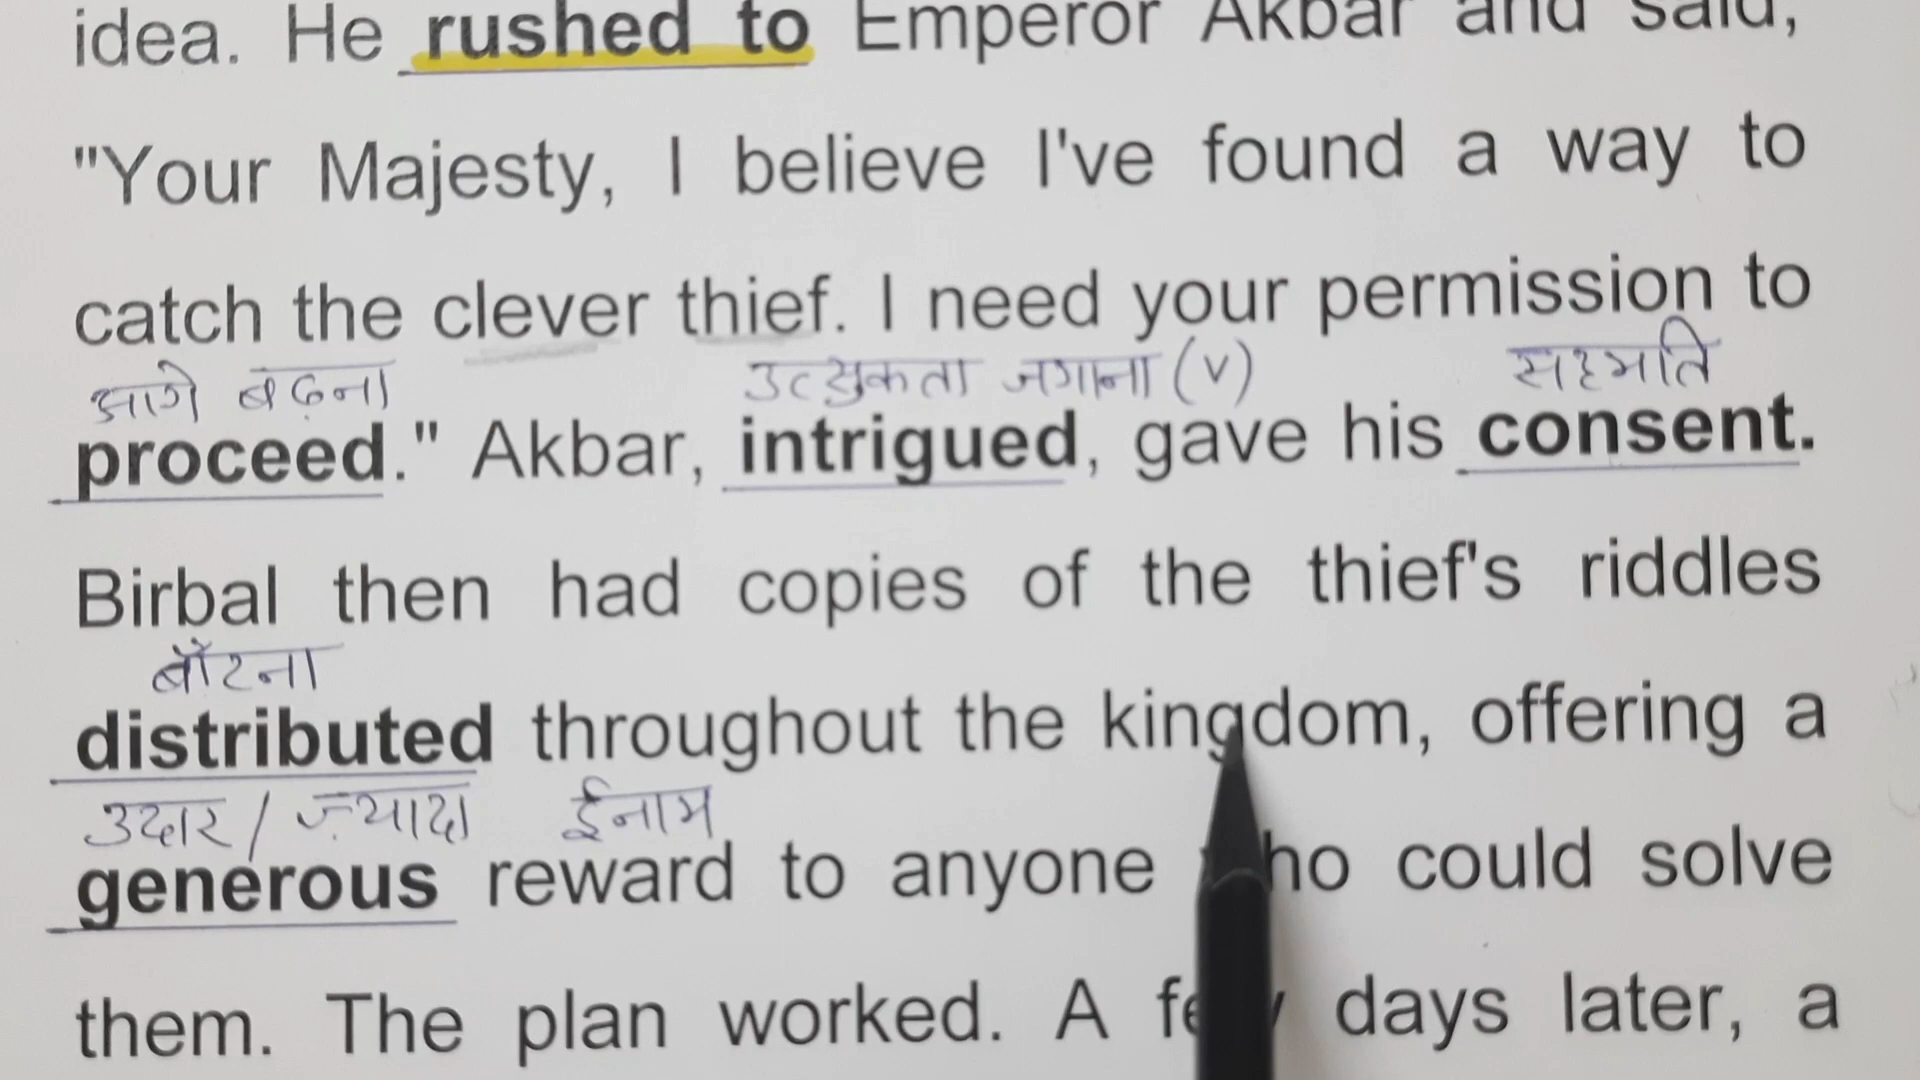 idea. He rushed to Emperor Akbar and said,
"Your Majesty, I believe I've found a way to
catch the clever thief. I need your permission to
आगे बढ़ना उत्सुकता जगाना (v) सहमति
proceed." Akbar, intrigued, gave his consent.
Birbal then had copies of the thief's riddles
बाँटना
distributed throughout the kingdom, offering a
उदार / ज़्यादा ईनाम
generous reward to anyone who could solve
them. The plan worked. A few days later, a